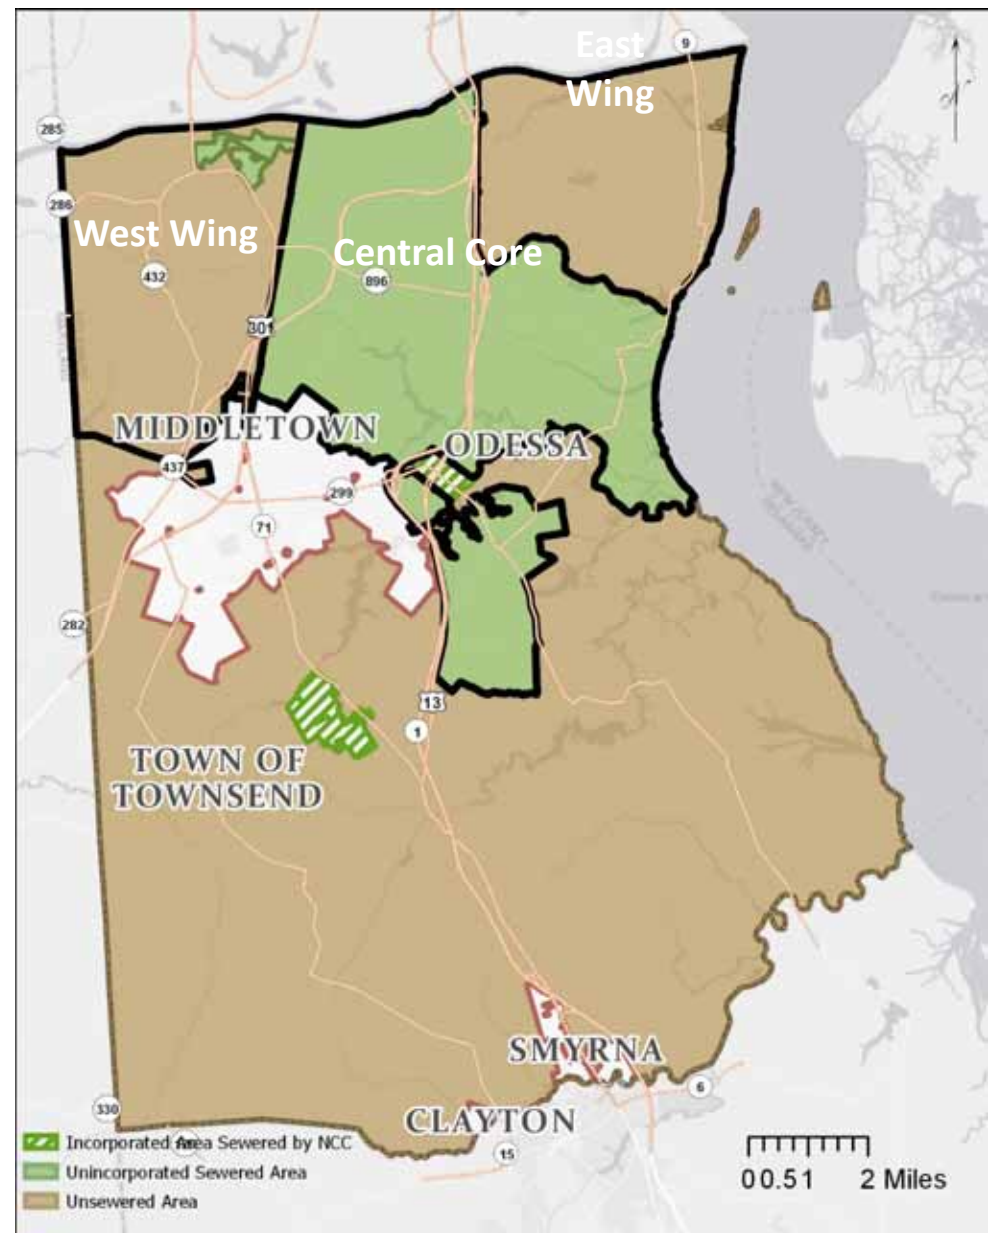 East
Wing
9
285
286
West Wing
Central Core
432
896
301
MIDDLETOWN
ODESSA
437
299
71
282
13
1
TOWN OF
TOWNSEND
SMYRNA
CLAYTON
6
330
15
Incorporated Area Sewered by NCC
Unincorporated Sewered Area
Unsewered Area
0 0.5 1 2 Miles